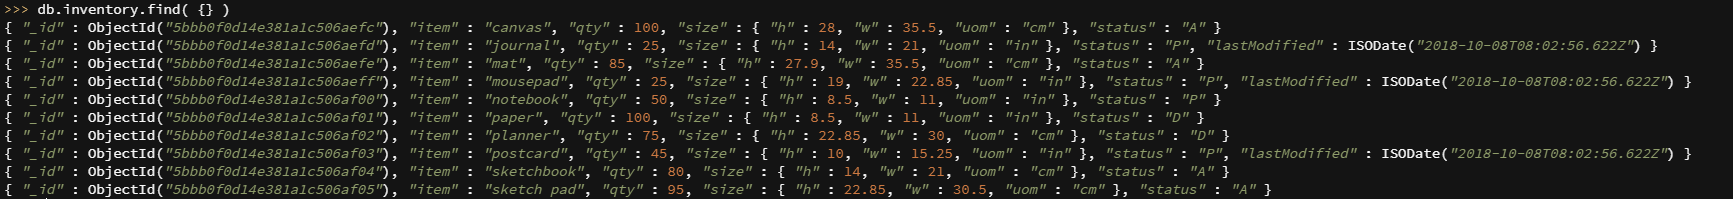 >>> db.inventory.find( {} )
{ "_id" : ObjectId("5bbb0f0d14e381a1c506aefc"), "item" : "canvas", "qty" : 100, "size" : { "h" : 28, "w" : 35.5, "uom" : "cm" }, "status" : "A" }
{ "_id" : ObjectId("5bbb0f0d14e381a1c506aefd"), "item" : "journal", "qty" : 25, "size" : { "h" : 14, "w" : 21, "uom" : "in" }, "status" : "P", "lastModified" : ISODate("2018-10-08T08:02:56.622Z") }
{ "_id" : ObjectId("5bbb0f0d14e381a1c506aefe"), "item" : "mat", "qty" : 85, "size" : { "h" : 27.9, "w" : 35.5, "uom" : "cm" }, "status" : "A" }
{ "_id" : ObjectId("5bbb0f0d14e381a1c506aeff"), "item" : "mousepad", "qty" : 25, "size" : { "h" : 19, "w" : 22.85, "uom" : "in" }, "status" : "P", "lastModified" : ISODate("2018-10-08T08:02:56.622Z") }
{ "_id" : ObjectId("5bbb0f0d14e381a1c506af00"), "item" : "notebook", "qty" : 50, "size" : { "h" : 8.5, "w" : 11, "uom" : "in" }, "status" : "P" }
{ "_id" : ObjectId("5bbb0f0d14e381a1c506af01"), "item" : "paper", "qty" : 100, "size" : { "h" : 8.5, "w" : 11, "uom" : "in" }, "status" : "D" }
{ "_id" : ObjectId("5bbb0f0d14e381a1c506af02"), "item" : "planner", "qty" : 75, "size" : { "h" : 22.85, "w" : 30, "uom" : "cm" }, "status" : "D" }
{ "_id" : ObjectId("5bbb0f0d14e381a1c506af03"), "item" : "postcard", "qty" : 45, "size" : { "h" : 10, "w" : 15.25, "uom" : "in" }, "status" : "P", "lastModified" : ISODate("2018-10-08T08:02:56.622Z") }
{ "_id" : ObjectId("5bbb0f0d14e381a1c506af04"), "item" : "sketchbook", "qty" : 80, "size" : { "h" : 14, "w" : 21, "uom" : "cm" }, "status" : "A" }
{ "_id" : ObjectId("5bbb0f0d14e381a1c506af05"), "item" : "sketch pad", "qty" : 95, "size" : { "h" : 22.85, "w" : 30.5, "uom" : "cm" }, "status" : "A" }